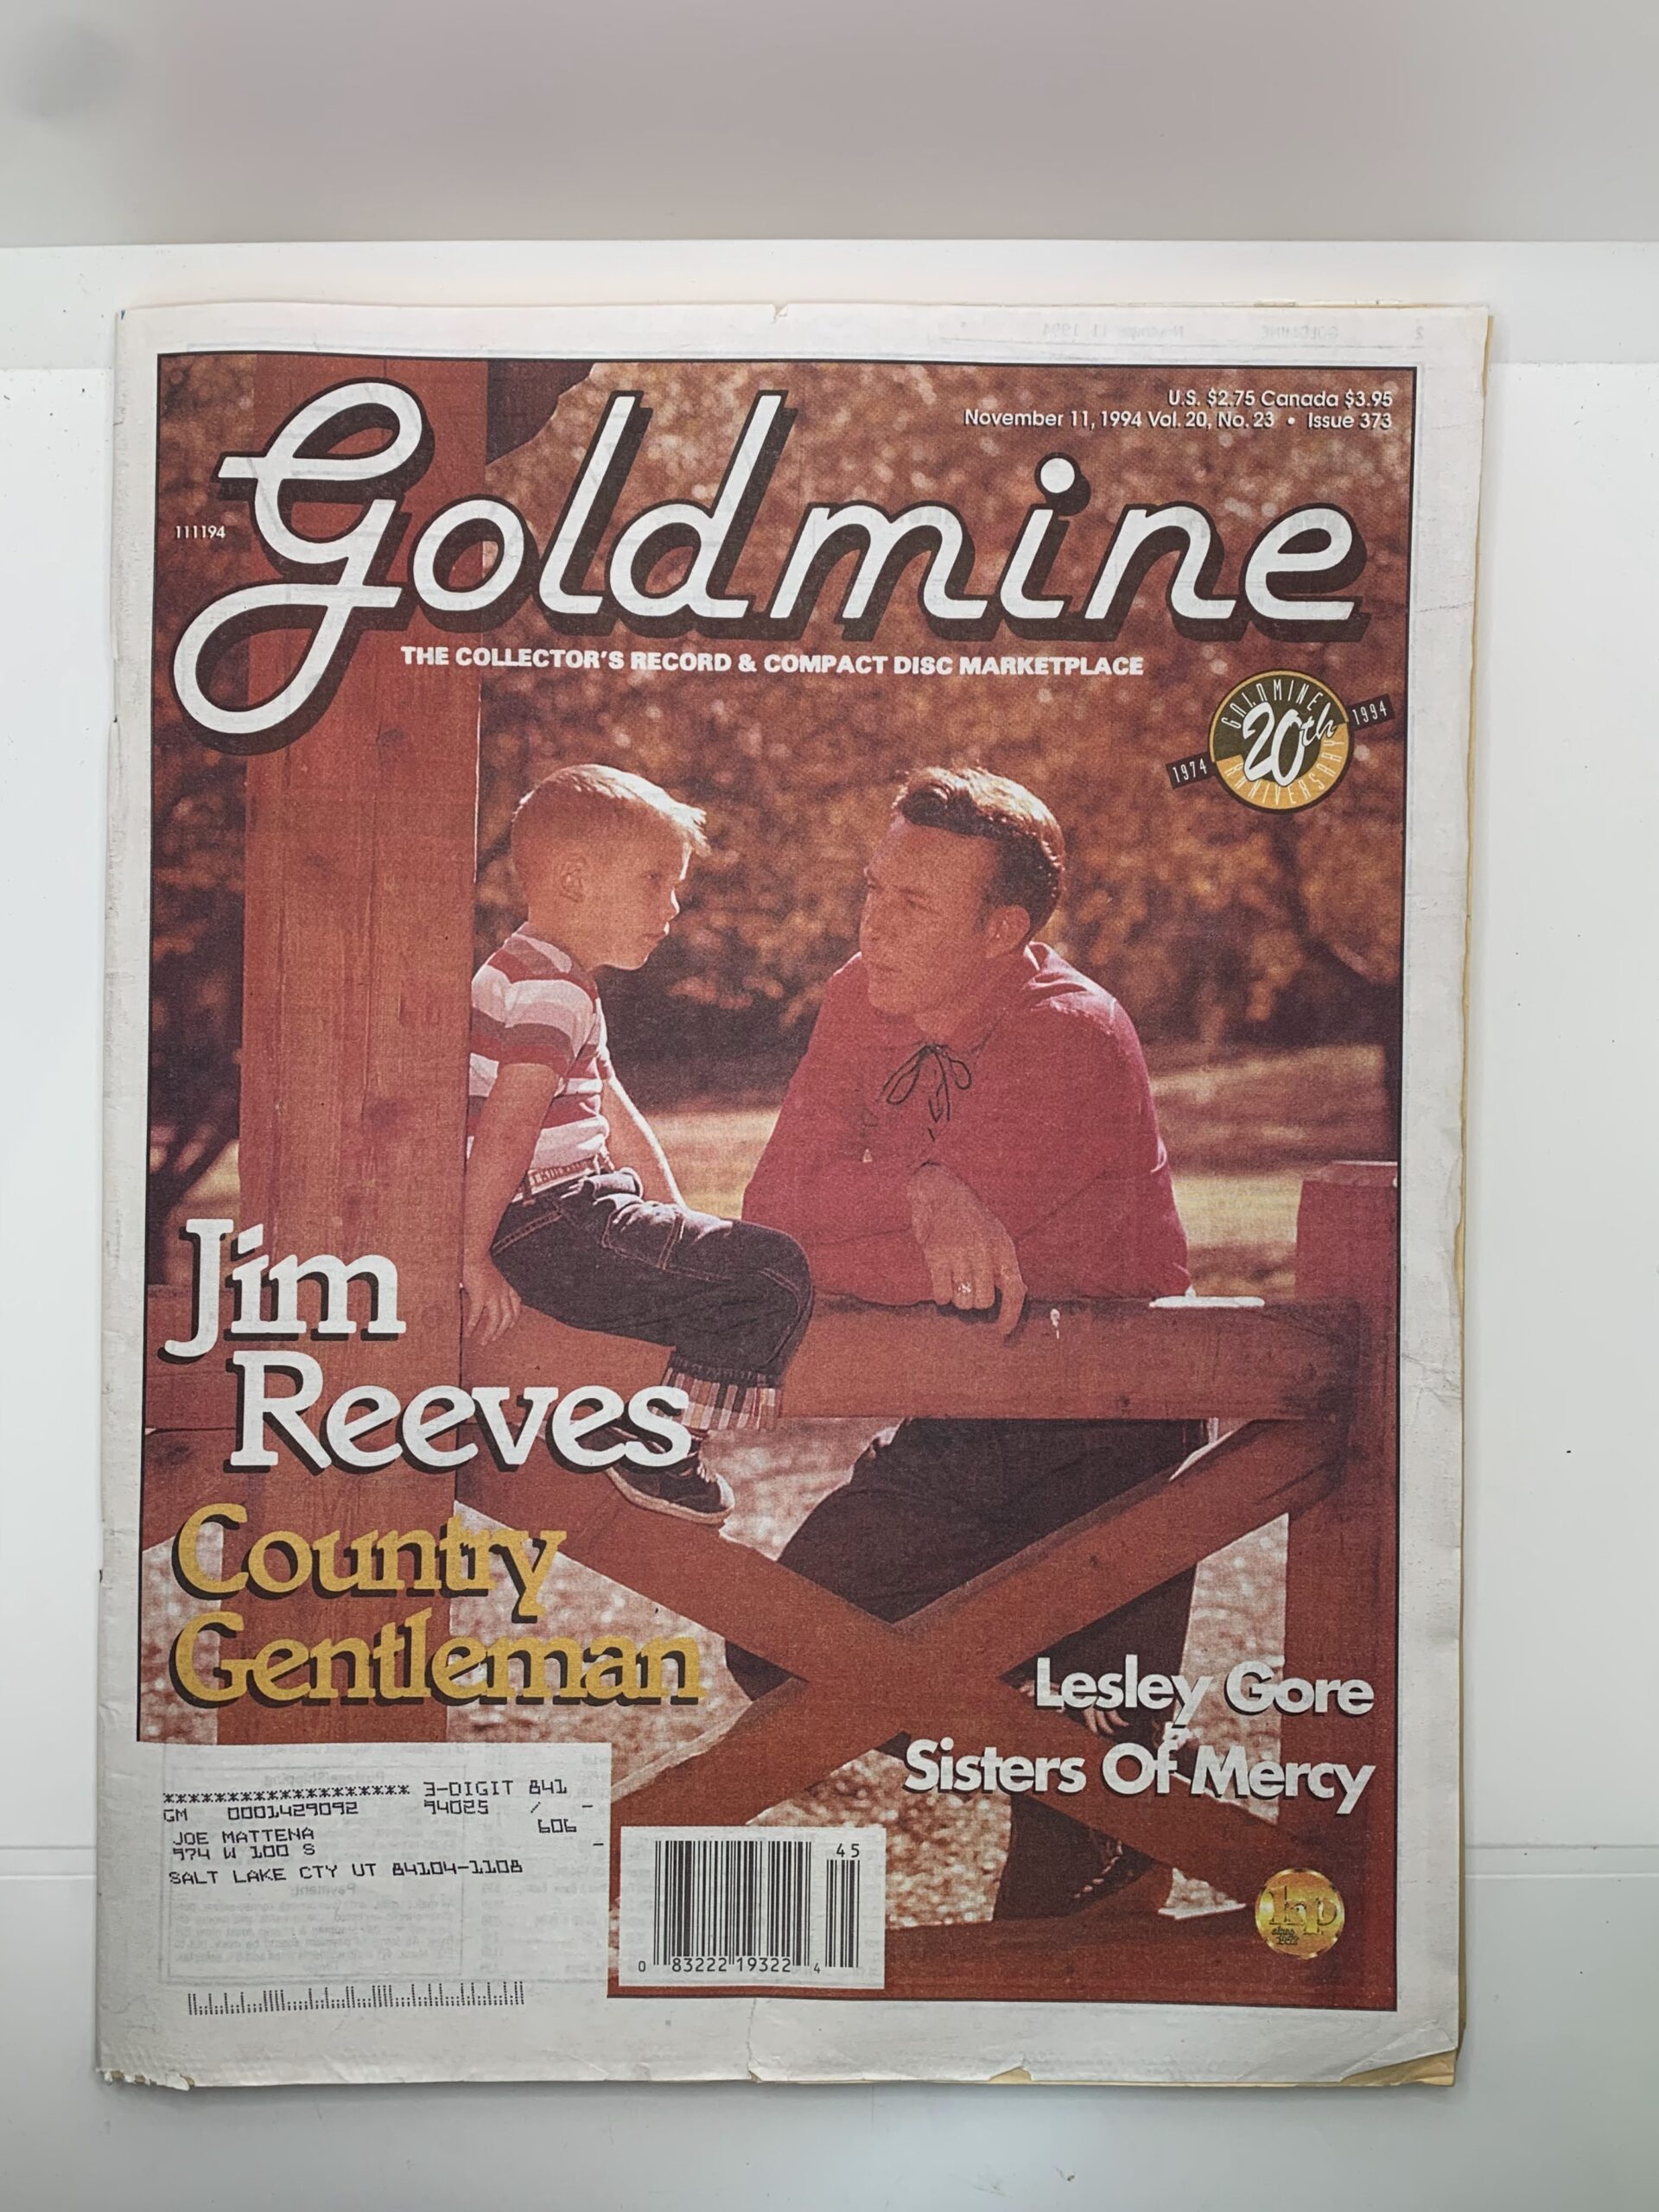 U.S. $2.75 Canada $3.95
November 11, 1994 Vol. 20, No. 23 • Issue 373
111194
Goldmine
THE COLLECTOR'S RECORD & COMPACT DISC MARKETPLACE
GOLDMINE
1974 20th 1994
ANNIVERSARY
Jim
Reeves
Country
Gentleman
Lesley Gore
&
Sisters Of Mercy
******************* 3-DIGIT 841
GM 0001429092 94025 / -
606
JOE MATTENA
974 W 100 S
SALT LAKE CTY UT 84104-1108
45
0 83222 19322 4
kp
since
1952